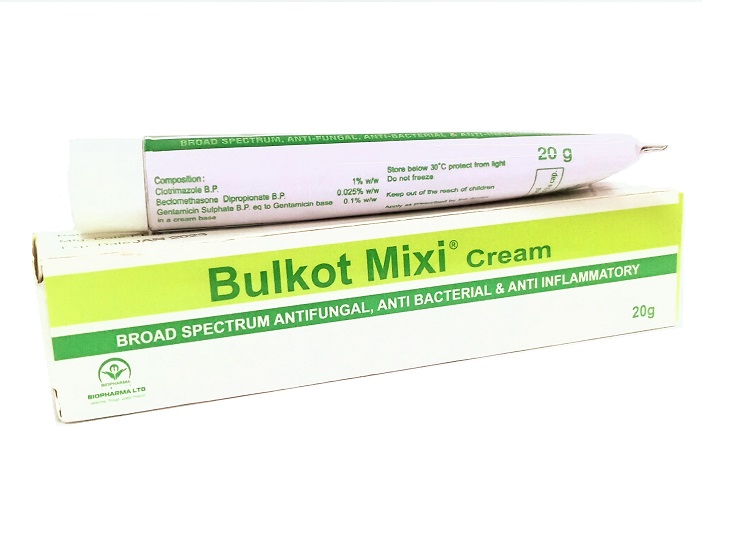 BROAD SPECTRUM, ANTI-FUNGAL, ANTI-BACTERIAL &
20 g
Composition:
Clotrimazole B.P. 1% w/w
Beclomethasone Dipropionate B.P. 0.025% w/w
Gentamicin Sulphate B.P. eq to Gentamicin base 0.1% w/w
in a cream base
Store below 30°C protect from light
Do not freeze
Keep out of the reach of children
cap.
Bulkot Mixi® Cream
BROAD SPECTRUM ANTIFUNGAL, ANTI BACTERIAL & ANTI INFLAMMATORY
20g
BIOPHARMA
BIOPHARMA LTD